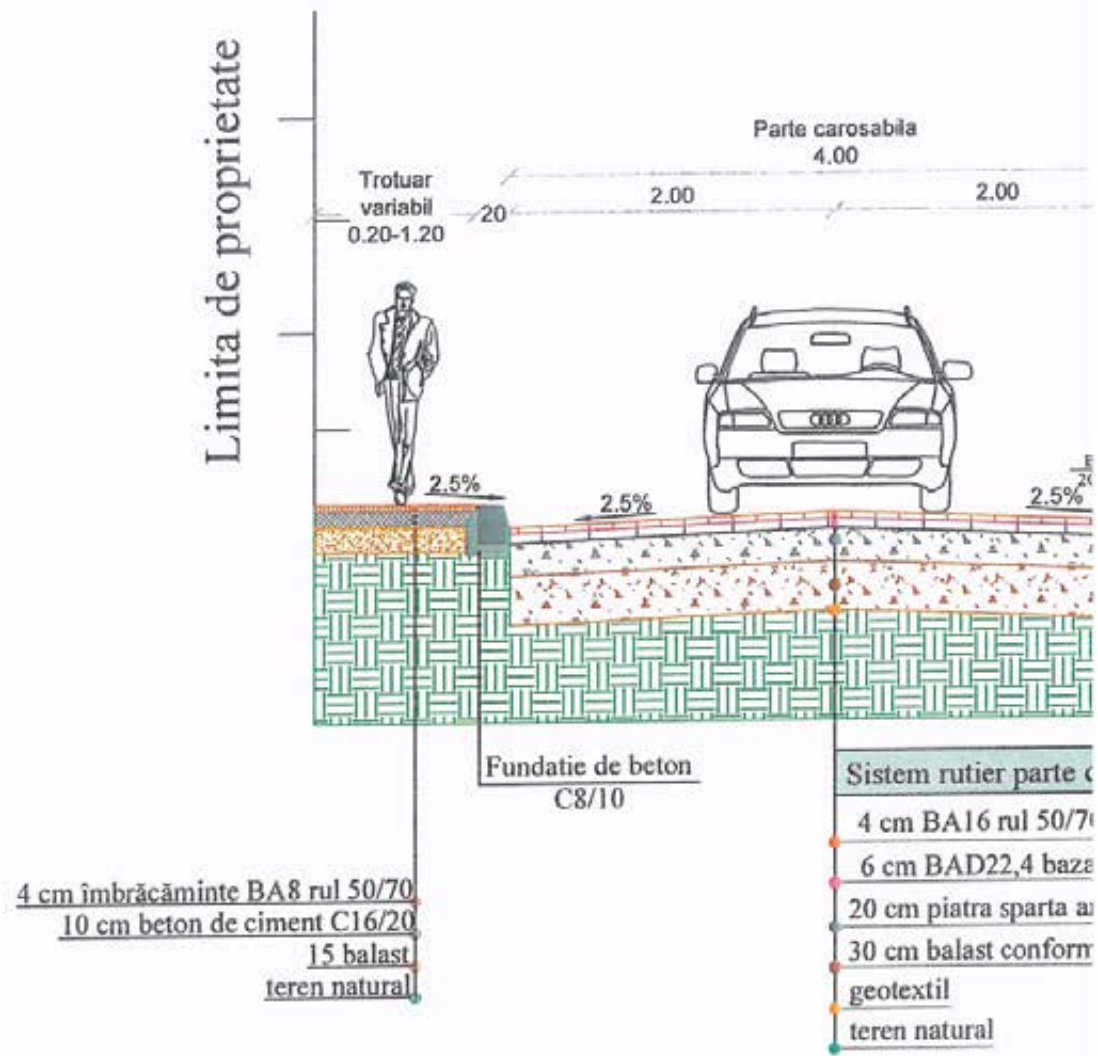 Limita de proprietate
Parte carosabila
4.00
Trotuar
variabil
0.20-1.20
20
2.00
2.00
2.5%
2.5%
2.5%
Fundatie de beton
C8/10
4 cm îmbrăcăminte BA8 rul 50/70
10 cm beton de ciment C16/20
15 balast
teren natural
Sistem rutier parte
4 cm BA16 rul 50/7
6 cm BAD22,4 baza
20 cm piatra sparta
30 cm balast conform
geotextil
teren natural